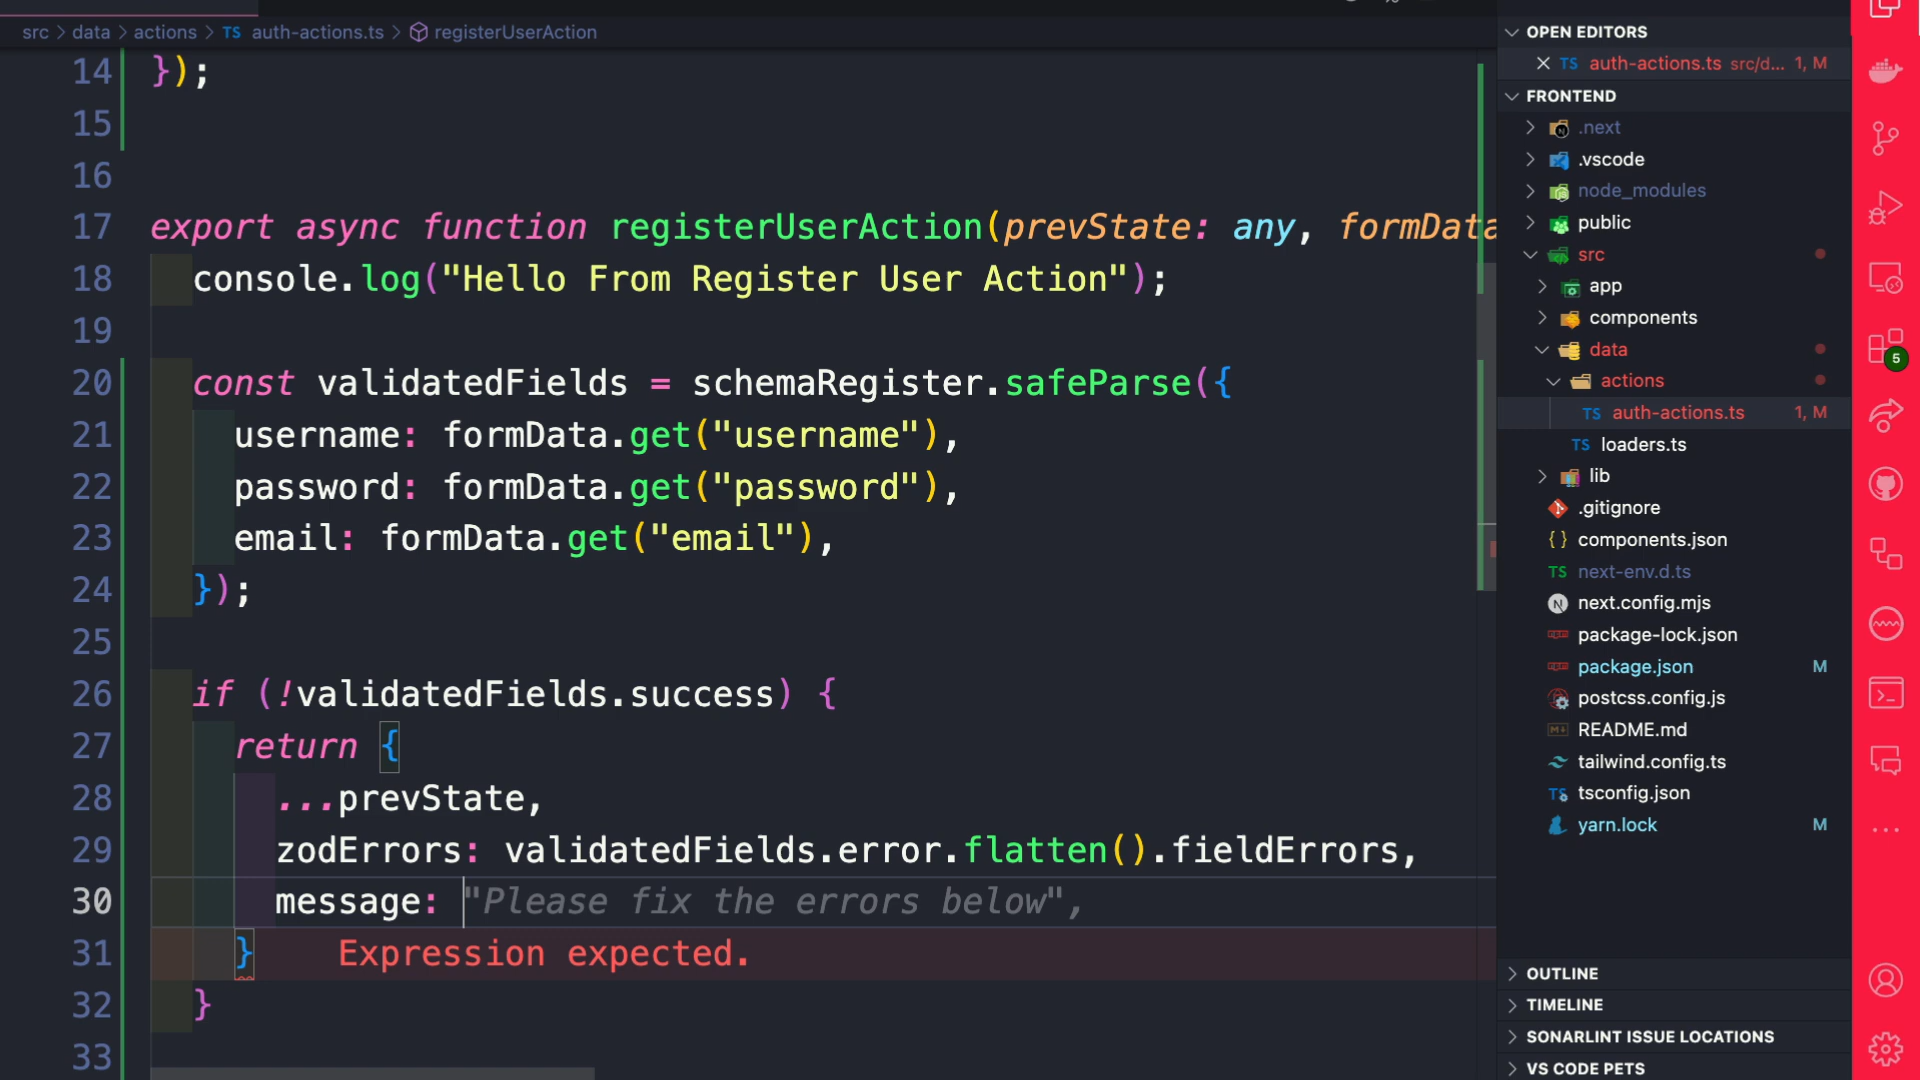 src > data > actions > TS auth-actions.ts > registerUserAction
14 });
15
16
17 export async function registerUserAction(prevState: any, formData
18 console.log("Hello From Register User Action");
19
20 const validatedFields = schemaRegister.safeParse({
21 username: formData.get("username"),
22 password: formData.get("password"),
23 email: formData.get("email"),
24 });
25
26 if (!validatedFields.success) {
27 return {
28 ...prevState,
29 zodErrors: validatedFields.error.flatten().fieldErrors,
30 message: "Please fix the errors below",
31 } Expression expected.
32 }
33
OPEN EDITORS
TS auth-actions.ts src/d... 1, M
FRONTEND
.next
.vscode
node_modules
public
src
app
components
data
actions
TS auth-actions.ts 1, M
TS loaders.ts
lib
.gitignore
{ } components.json
TS next-env.d.ts
N next.config.mjs
package-lock.json
package.json M
postcss.config.js
README.md
tailwind.config.ts
TS tsconfig.json
yarn.lock M
OUTLINE
TIMELINE
SONARLINT ISSUE LOCATIONS
VS CODE PETS
5